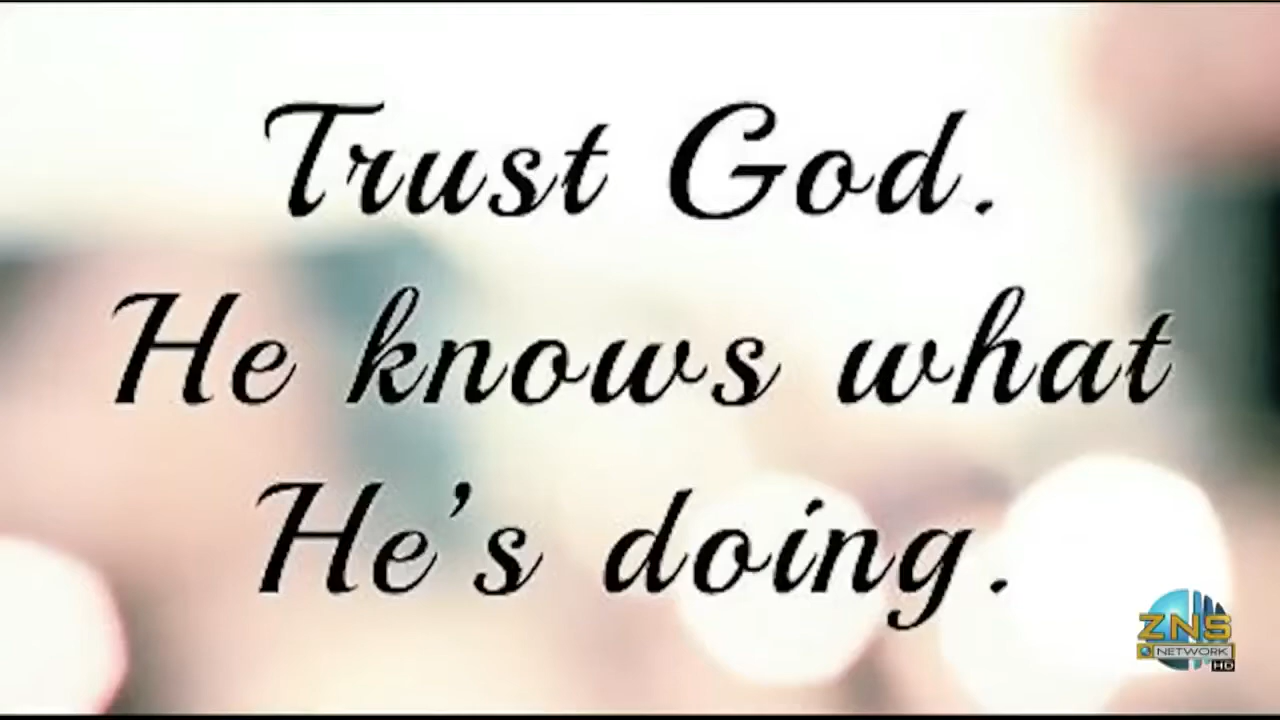 Trust God.
He knows what
He's doing.
ZNS
NETWORK
HD